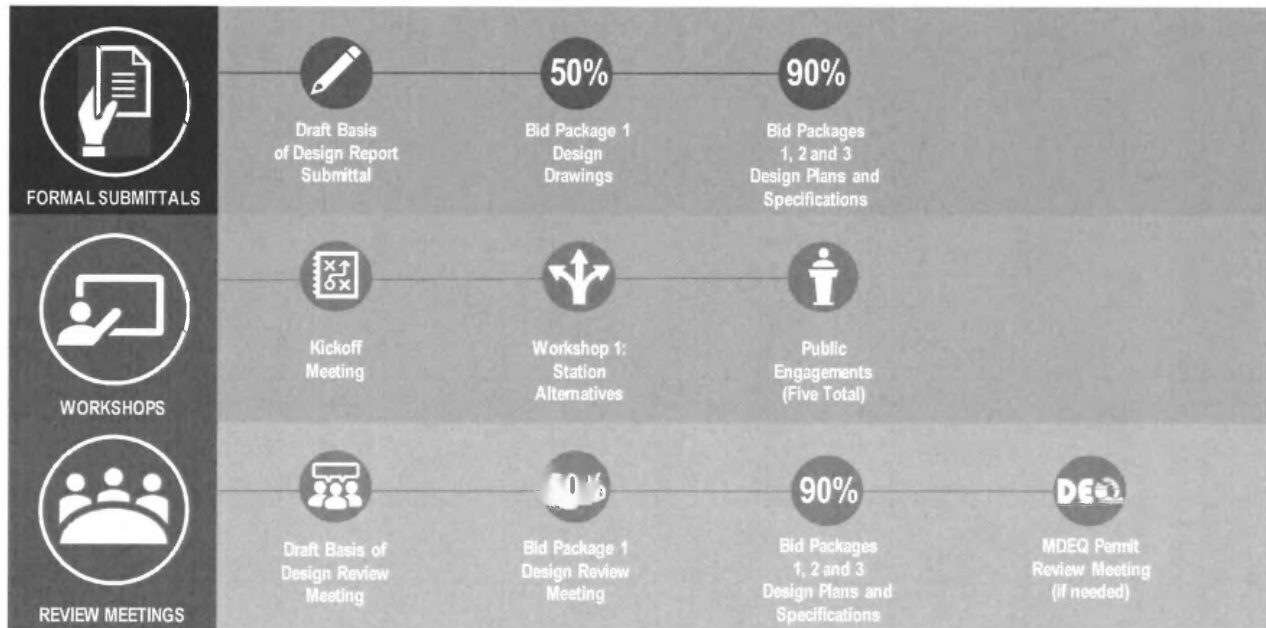 FORMAL SUBMITTALS
Draft Basis
of Design Report
Submittal
50%
Bid Package 1
Design
Drawings
90%
Bid Packages
1, 2 and 3
Design Plans and
Specifications
WORKSHOPS
Kickoff
Meeting
Workshop 1:
Station
Alternatives
Public
Engagements
(Five Total)
REVIEW MEETINGS
Draft Basis of
Design Review
Meeting
Bid Package 1
Design Review
Meeting
90%
Bid Packages
1, 2 and 3
Design Plans and
Specifications
DEQ
MDEQ Permit
Review Meeting
(if needed)